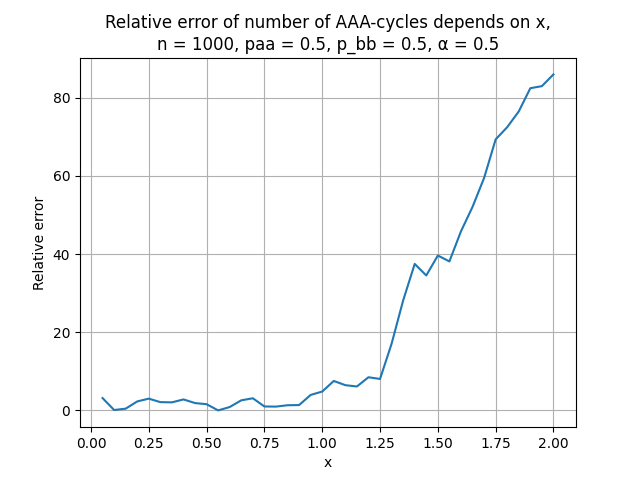 Relative error of number of AAA-cycles depends on x,
n = 1000, paa = 0.5, p_bb = 0.5, α = 0.5
80
60
40
20
0
Relative error
0.00 0.25 0.50 0.75 1.00 1.25 1.50 1.75 2.00
x